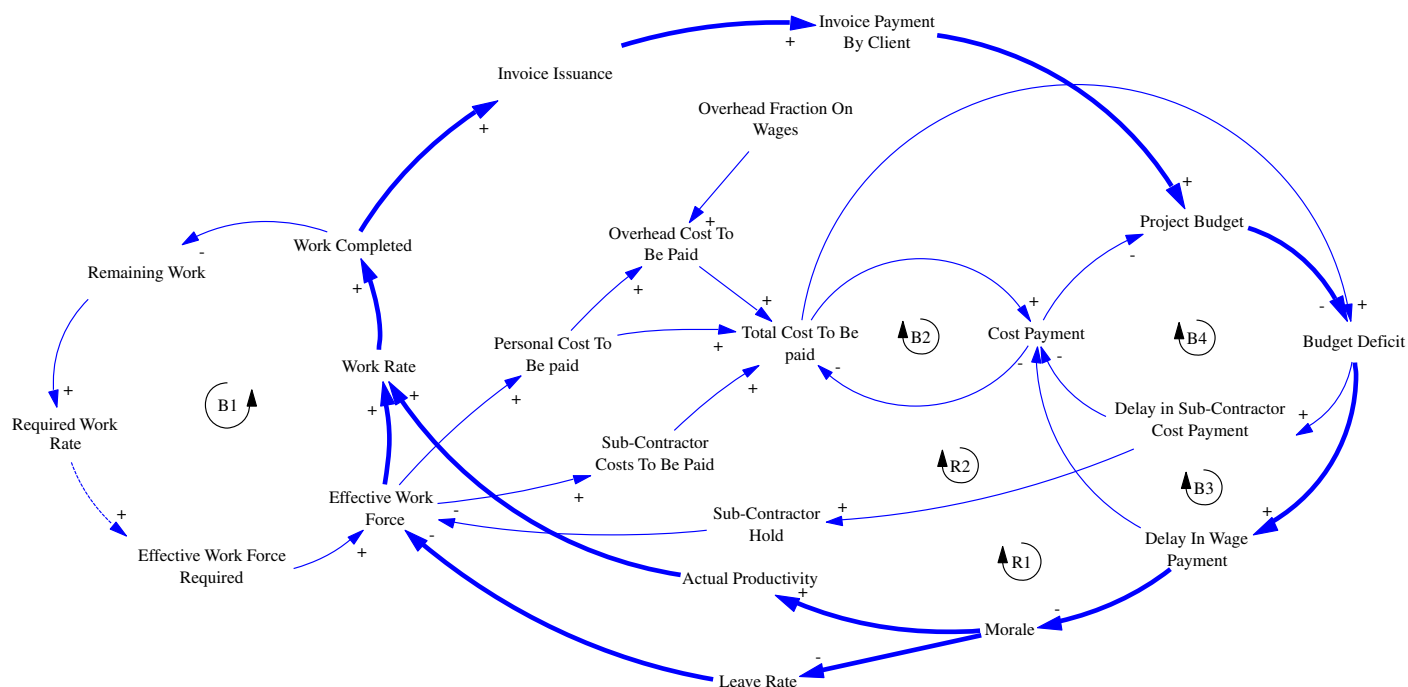 Invoice Payment
By Client
+
Invoice Issuance
+
Overhead Fraction On
Wages
+
+
Project Budget
-
Overhead Cost To
Be Paid
+
+
Work Completed
-
Remaining Work
+
+
-
+
Total Cost To Be
paid
+
-
Cost Payment
+
-
-
B2
B4
Budget Deficit
Personal Cost To
Be paid
+
Work Rate
+
+
B1
+
Required Work
Rate
+
Delay in Sub-Contractor
Cost Payment
+
Sub-Contractor
Costs To Be Paid
+
+
R2
B3
Effective Work
Force
-
-
Sub-Contractor
Hold
+
Delay In Wage
Payment
+
Effective Work Force
Required
+
R1
Actual Productivity
+
Morale
-
Leave Rate
-